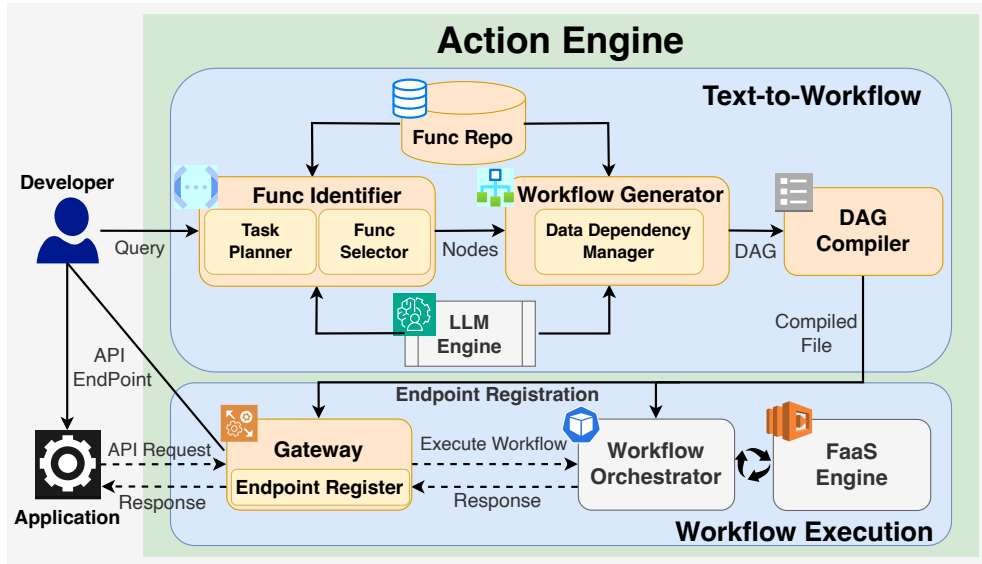 Action Engine
Text-to-Workflow
Func Repo
Developer
Func Identifier
Task
Planner
Func
Selector
Workflow Generator
Data Dependency
Manager
DAG
Compiler
Query
Nodes
DAG
LLM
Engine
Compiled
File
API
EndPoint
Endpoint Registration
Gateway
Endpoint Register
API Request
Response
Execute Workflow
Response
Workflow
Orchestrator
FaaS
Engine
Application
Workflow Execution